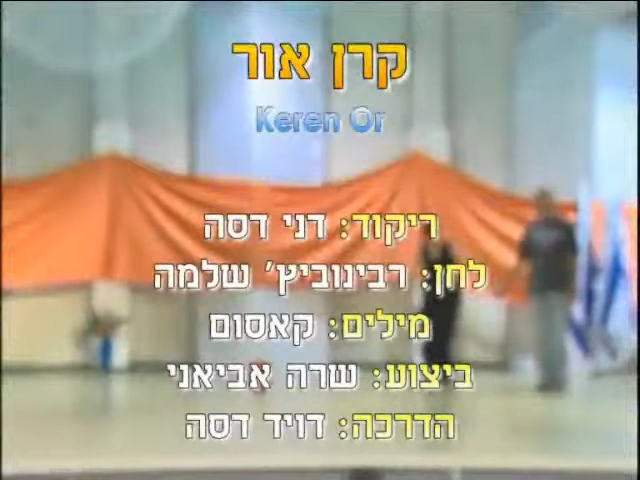 קרן אור
Keren Or
ריקוד: דני דסה
לחן: רבינוביץ' שלמה
מילים: קאסום
ביצוע: שרה אביאני
הדרכה: דויד דסה